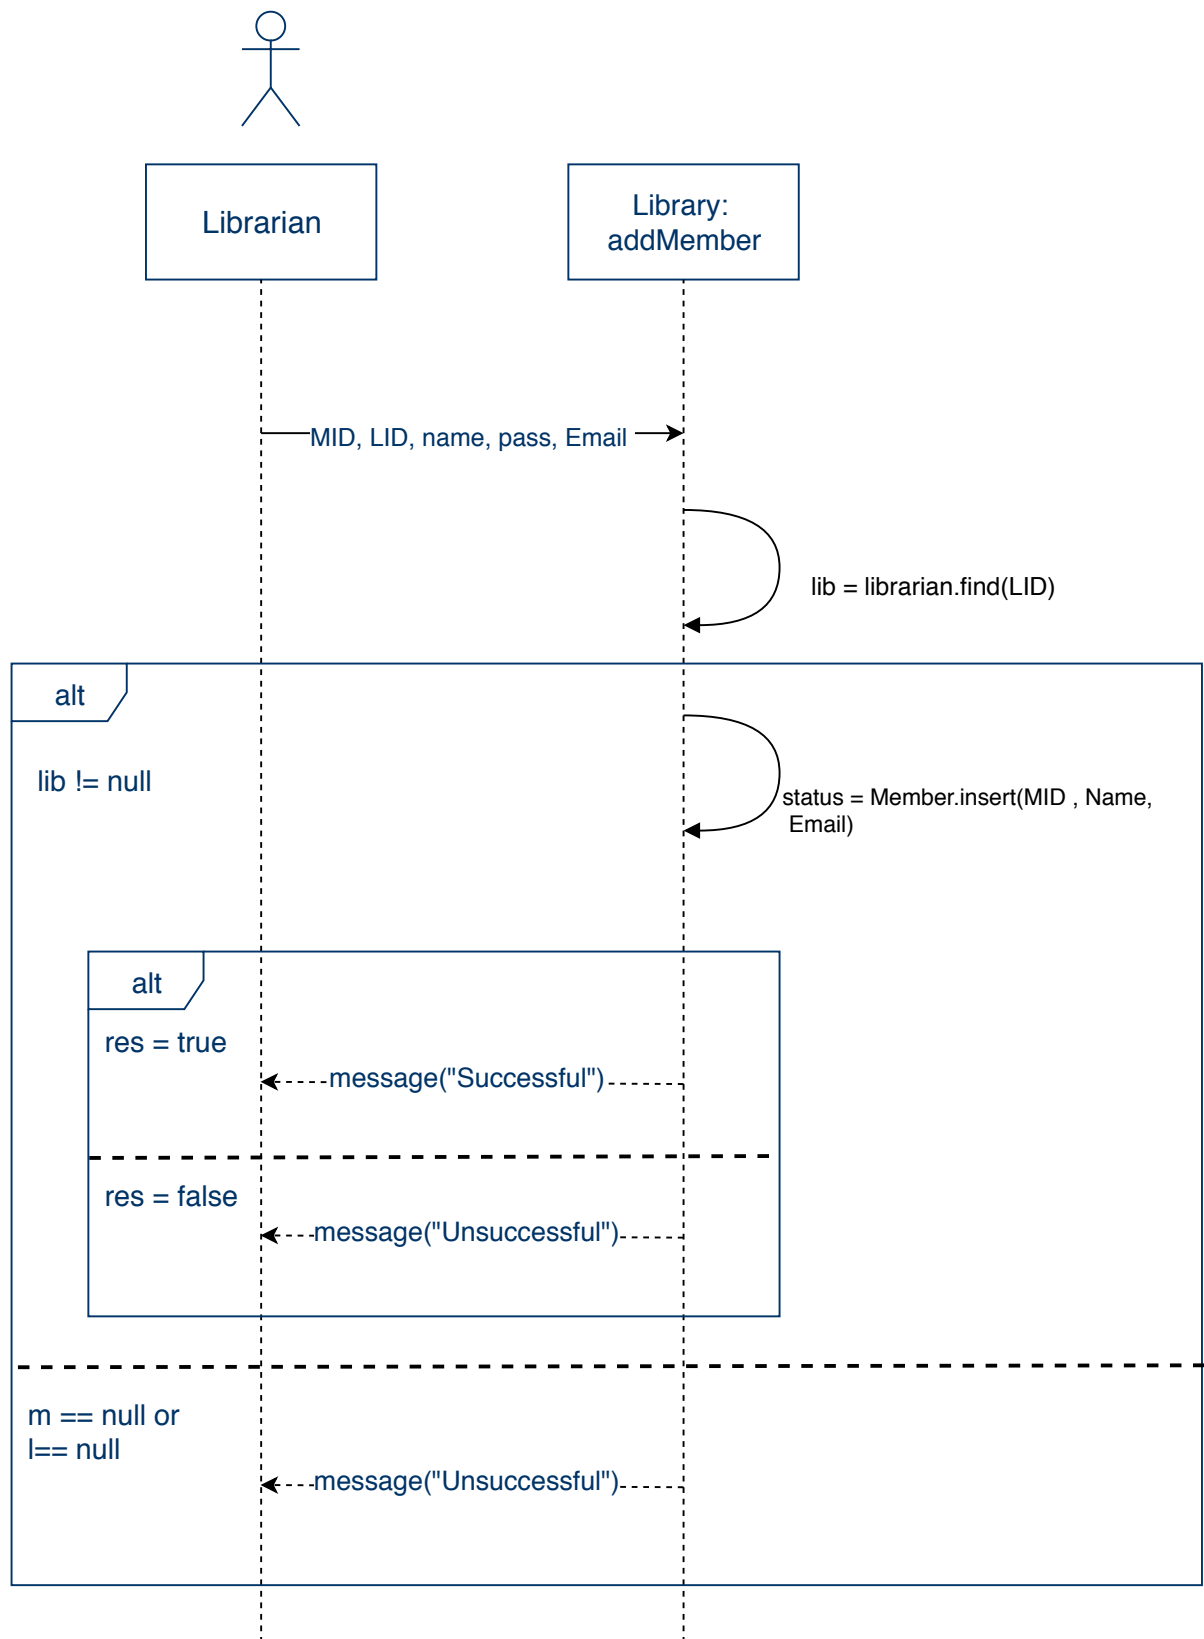 Librarian
Library:
addMember
MID, LID, name, pass, Email
lib = librarian.find(LID)
alt
lib != null
status = Member.insert(MID , Name,
Email)
alt
res = true
message("Successful")
res = false
message("Unsuccessful")
m == null or
l== null
message("Unsuccessful")